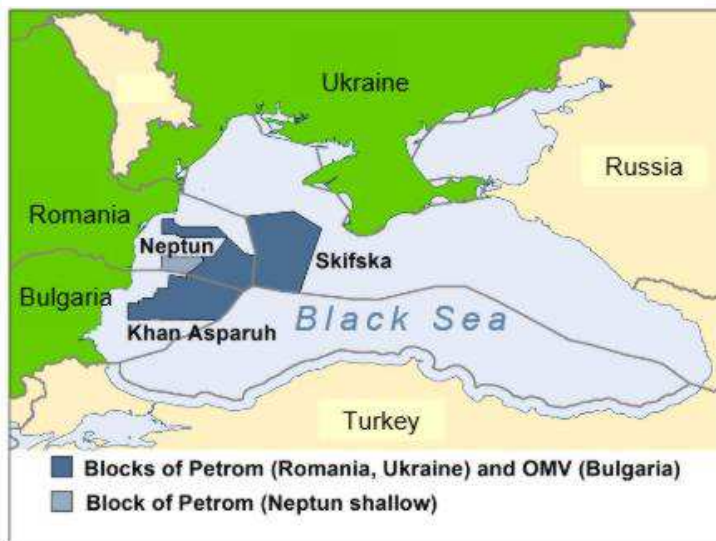 Ukraine
Russia
Romania
Neptun
Skifska
Bulgaria
Khan Asparuh
Black Sea
Turkey
Blocks of Petrom (Romania, Ukraine) and OMV (Bulgaria)
Block of Petrom (Neptun shallow)